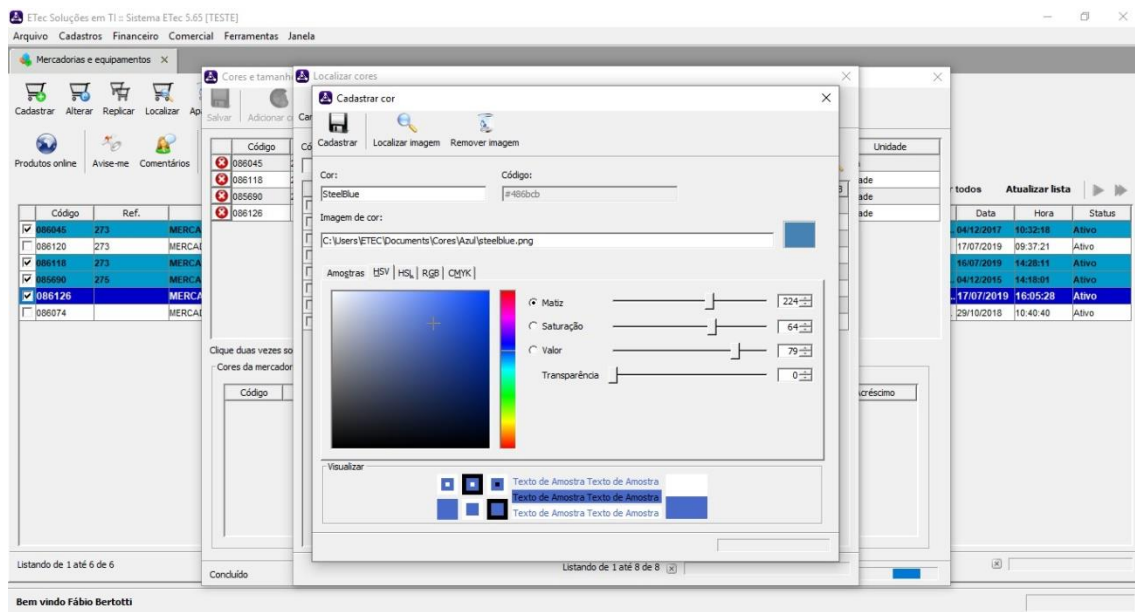 ETec Soluções em TI :: Sistema ETec 5.65 [TESTE]
Arquivo Cadastros Financeiro Comercial Ferramentas Janela
Mercadorias e equipamentos
Cadastrar Alterar Replicar Localizar Ap
Produtos online Avise-me Comentários
Código Ref.
086045 273 MERCA
086120 273 MERCAD
086118 273 MERCA
085690 275 MERCA
086126 MERCA
086074 MERCAD
Listando de 1 até 6 de 6
Bem vindo Fábio Bertotti
Cores e tamanh
Salvar Adicionar c
Código
086045
086118
085690
086126
Clique duas vezes so
Cores da mercador
Código
Concluído
Unidade
ade
ade
ade
Acréscimo
Localizar cores
Listando de 1 até 8 de 8
Cadastrar cor
Cadastrar Localizar imagem Remover imagem
Cor: Código:
SteelBlue #486bcb
Imagem de cor:
C:\Users\ETEC\Documents\Cores\Azul\steelblue.png
Amostras HSV HSL RGB CMYK
Matiz 224
Saturação 64
Valor 79
Transparência 0
Visualizar
Texto de Amostra Texto de Amostra
Texto de Amostra Texto de Amostra
Texto de Amostra Texto de Amostra
todos Atualizar lista
Data Hora Status
04/12/2017 10:32:18 Ativo
17/07/2019 09:37:21 Ativo
16/07/2019 14:28:11 Ativo
04/12/2015 14:18:01 Ativo
17/07/2019 16:05:28 Ativo
29/10/2018 10:40:40 Ativo